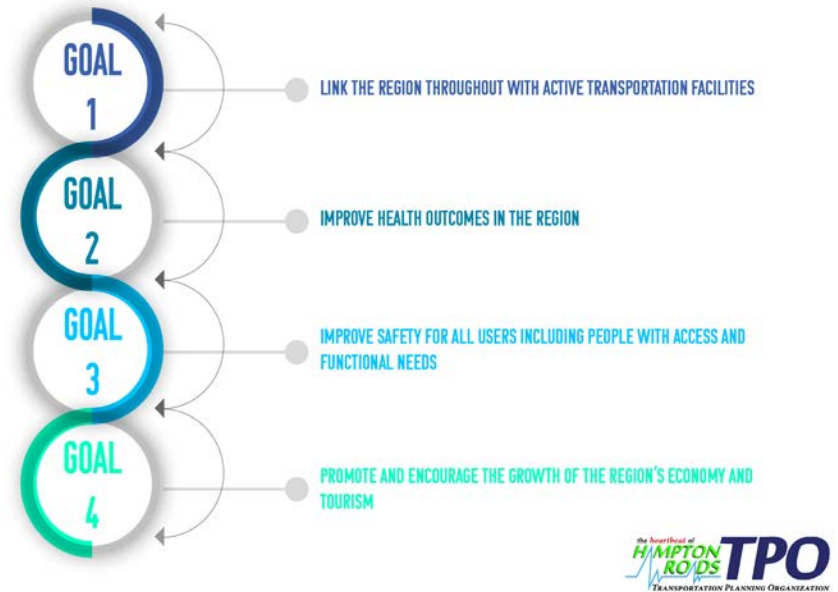 GOAL
1
LINK THE REGION THROUGHOUT WITH ACTIVE TRANSPORTATION FACILITIES
GOAL
2
IMPROVE HEALTH OUTCOMES IN THE REGION
GOAL
3
IMPROVE SAFETY FOR ALL USERS INCLUDING PEOPLE WITH ACCESS AND
FUNCTIONAL NEEDS
GOAL
4
PROMOTE AND ENCOURAGE THE GROWTH OF THE REGION'S ECONOMY AND
TOURISM
the heartbeat of
HAMPTON
ROADS
TPO
TRANSPORTATION PLANNING ORGANIZATION